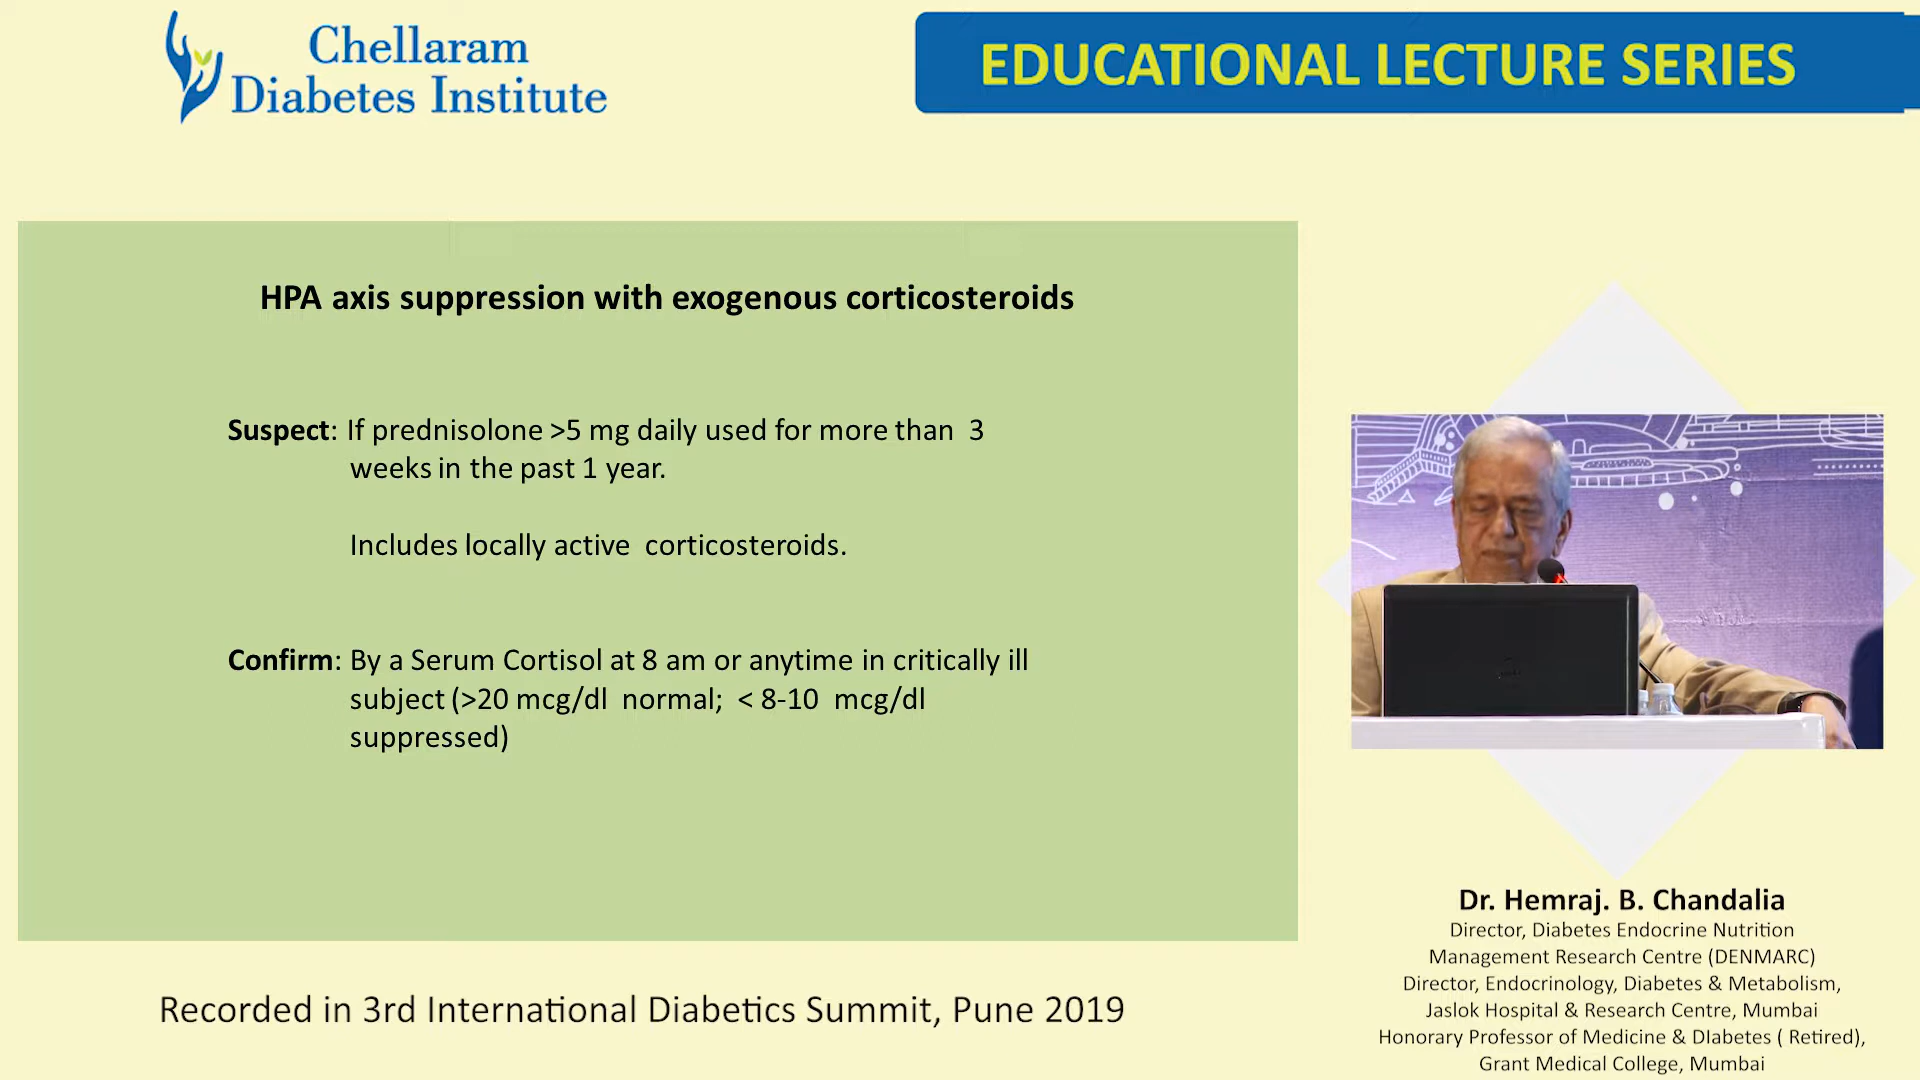 Chellaram
Diabetes Institute
EDUCATIONAL LECTURE SERIES
HPA axis suppression with exogenous corticosteroids
Suspect: If prednisolone >5 mg daily used for more than 3
weeks in the past 1 year.
Includes locally active corticosteroids.
Confirm: By a Serum Cortisol at 8 am or anytime in critically ill
subject (>20 mcg/dl normal; < 8-10 mcg/dl
suppressed)
Dr. Hemraj. B. Chandalia
Director, Diabetes Endocrine Nutrition
Management Research Centre (DENMARC)
Director, Endocrinology, Diabetes & Metabolism,
Jaslok Hospital & Research Centre, Mumbai
Honorary Professor of Medicine & DIabetes ( Retired),
Grant Medical College, Mumbai
Recorded in 3rd International Diabetics Summit, Pune 2019